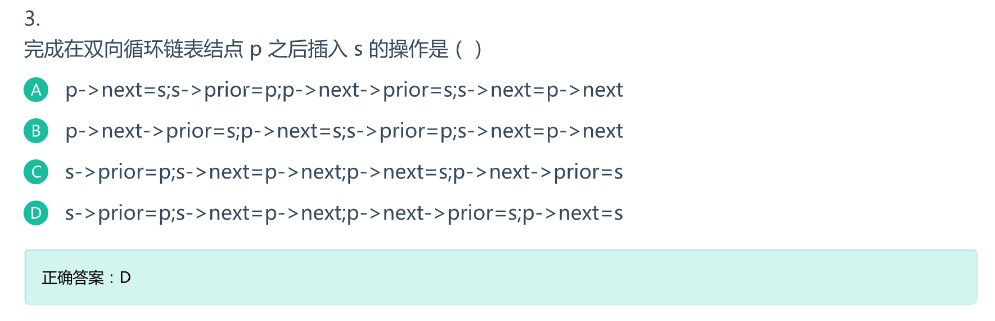 3.
完成在双向循环链表结点 p 之后插入 s 的操作是 ( )
A p->next=s;s->prior=p;p->next->prior=s;s->next=p->next
B p->next->prior=s;p->next=s;s->prior=p;s->next=p->next
C s->prior=p;s->next=p->next;p->next=s;p->next->prior=s
D s->prior=p;s->next=p->next;p->next->prior=s;p->next=s
正确答案：D